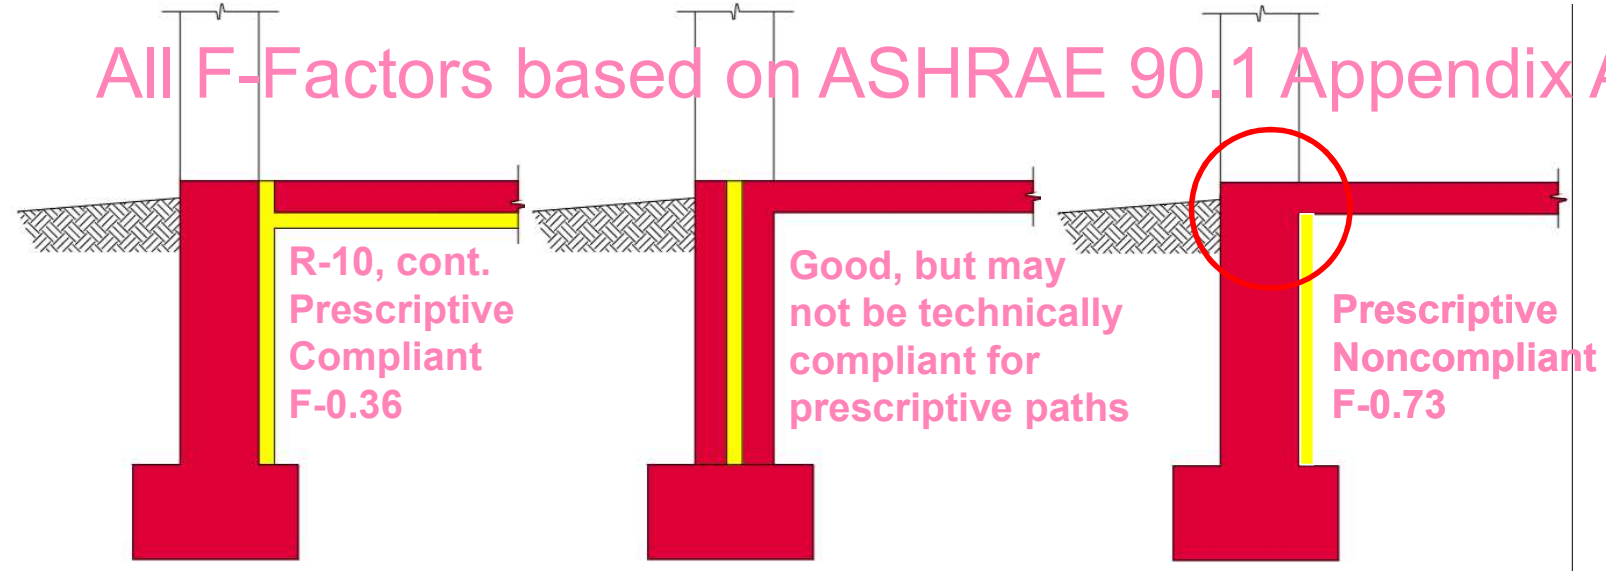 All F-Factors based on ASHRAE 90.1 Appendix A
R-10, cont.
Prescriptive
Compliant
F-0.36
Good, but may
not be technically
compliant for
prescriptive paths
Prescriptive
Noncompliant
F-0.73